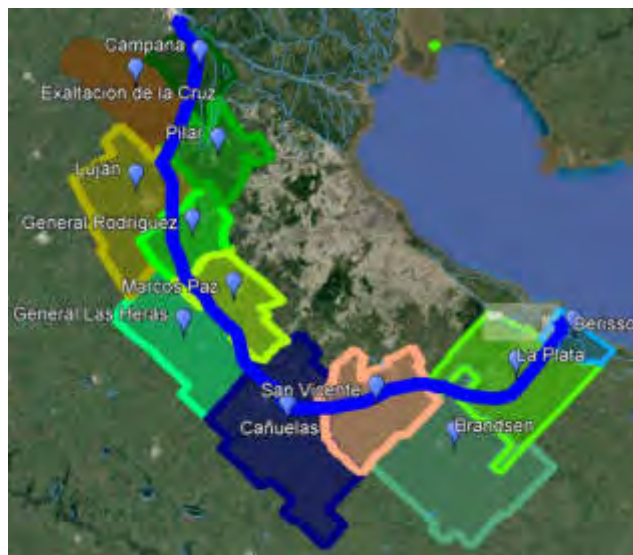 Campana
Exaltación de la Cruz
Pilar
Luján
General Rodríguez
Marcos Paz
General Las Heras
Berisso
La Plata
San Vicente
Cañuelas
Brandsen